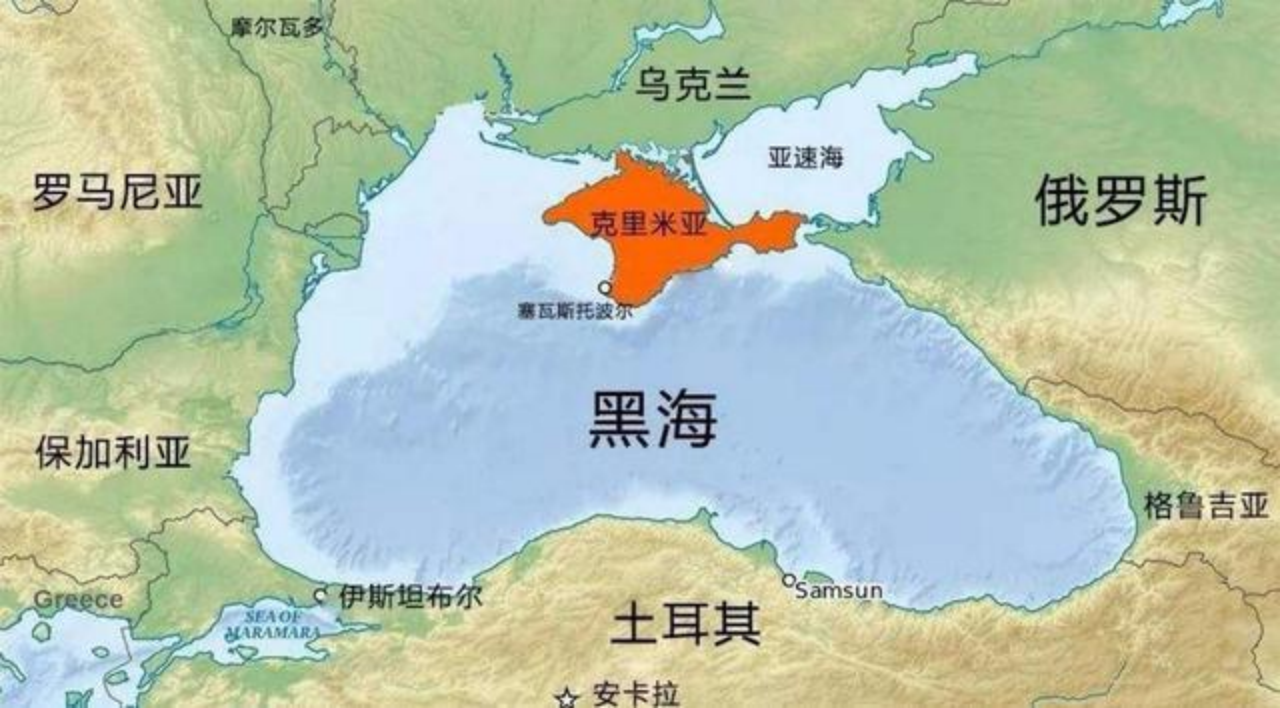 摩尔瓦多
乌克兰
亚速海
罗马尼亚
俄罗斯
克里米亚
塞瓦斯托波尔
黑海
保加利亚
格鲁吉亚
Greece
伊斯坦布尔
Samsun
SEA OF
MARAMARA
土耳其
安卡拉